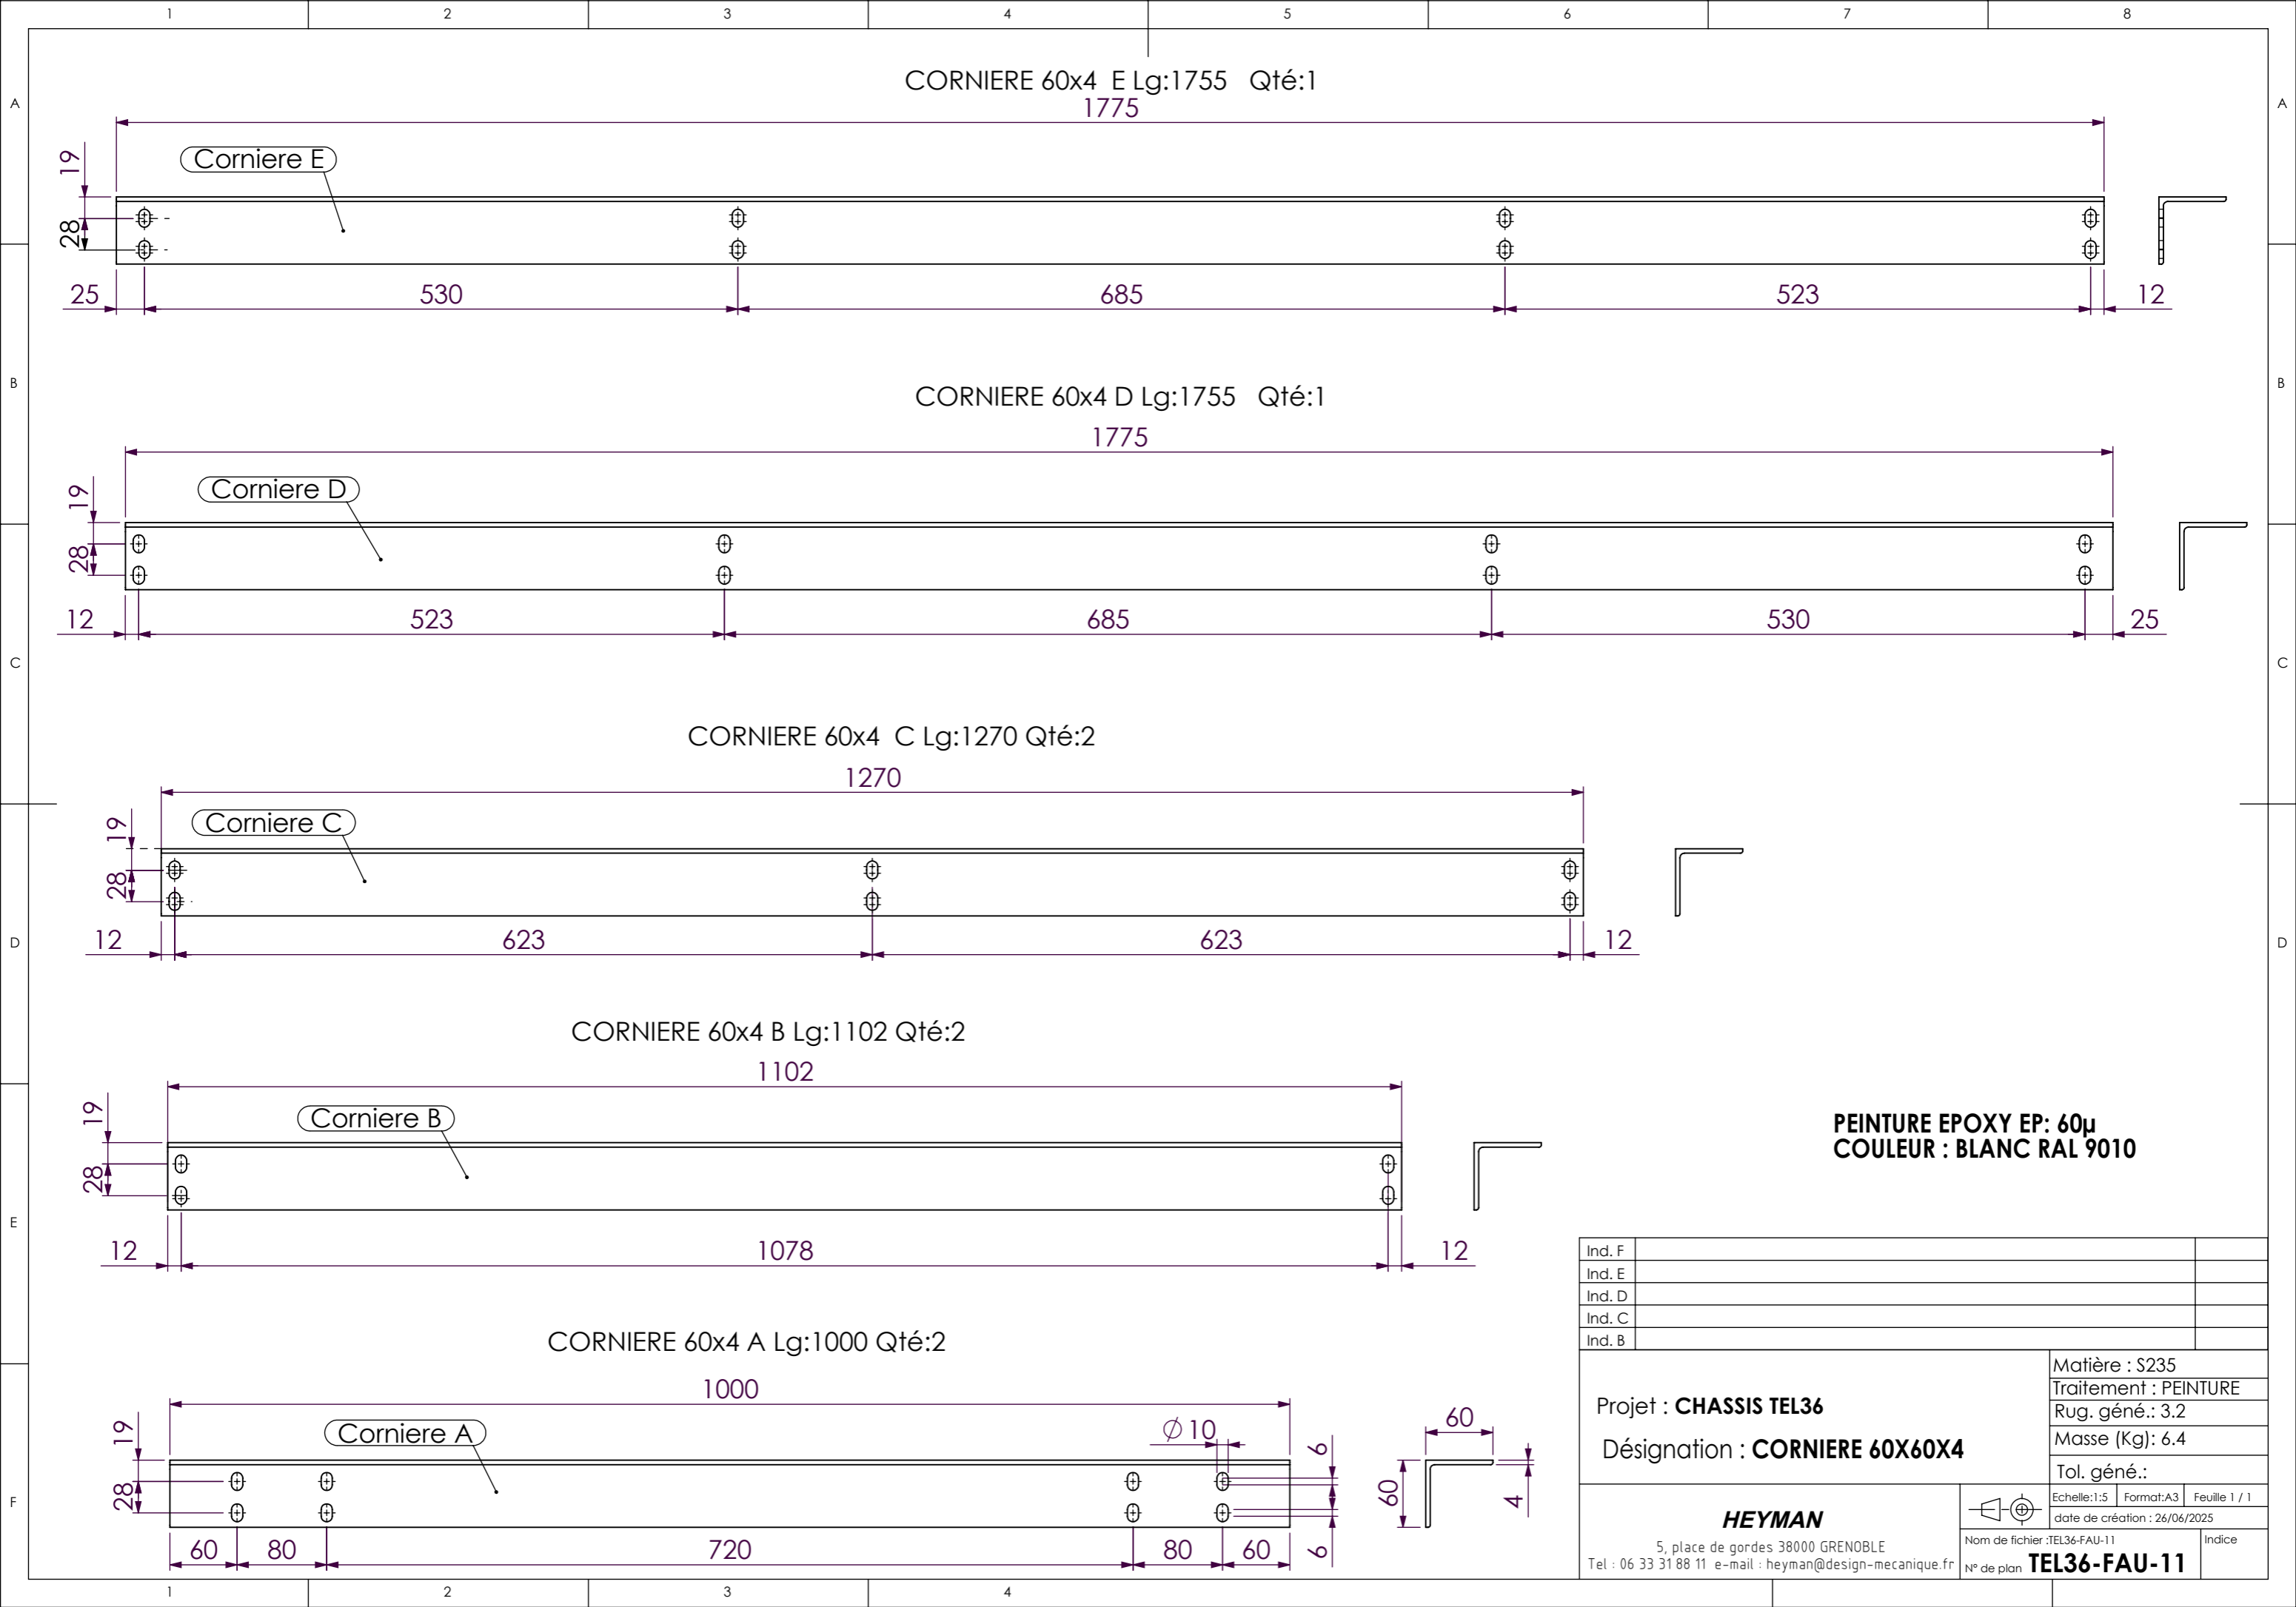 1 2 3 4 5 6 7 8
A A
CORNIERE 60x4 E Lg:1755 Qté:1
1775
Corniere E
19
28
25 530 685 523 12
B B
CORNIERE 60x4 D Lg:1755 Qté:1
1775
Corniere D
19
28
12 523 685 530 25
C C
CORNIERE 60x4 C Lg:1270 Qté:2
1270
Corniere C
19
28
12 623 623 12
D D
CORNIERE 60x4 B Lg:1102 Qté:2
1102
Corniere B
19
28
12 1078 12
E
PEINTURE EPOXY EP: 60µ
COULEUR : BLANC RAL 9010
CORNIERE 60x4 A Lg:1000 Qté:2
1000
Corniere A
19
28
∅ 10
6
6
60
60
4
60 80 720 80 60
F
Ind. F
Ind. E
Ind. D
Ind. C
Ind. B
Projet : CHASSIS TEL36
Désignation : CORNIERE 60X60X4
Matière : S235
Traitement : PEINTURE
Rug. géné.: 3.2
Masse (Kg): 6.4
Tol. géné.:
Echelle:1:5 Format:A3 Feuille 1 / 1
date de création : 26/06/2025
HEYMAN
5, place de gordes 38000 GRENOBLE
Tel : 06 33 31 88 11 e-mail : heyman@design-mecanique.fr
Nom de fichier :TEL36-FAU-11
N° de plan TEL36-FAU-11
Indice
1 2 3 4